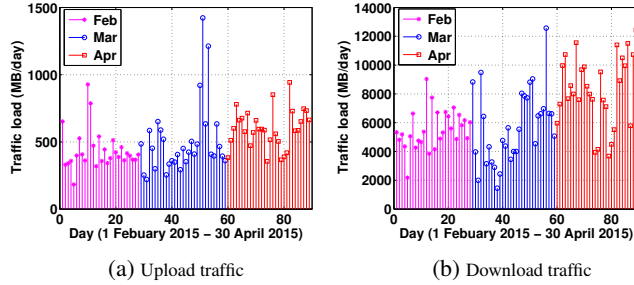 1500
1000
500
0
Traffic load (MB/day)
Feb
Mar
Apr
0 20 40 60 80
Day (1 Febuary 2015 − 30 April 2015)
(a) Upload traffic
14000
12000
10000
8000
6000
4000
2000
0
Traffic load (MB/day)
Feb
Mar
Apr
0 20 40 60 80
Day (1 Febuary 2015 − 30 April 2015)
(b) Download traffic